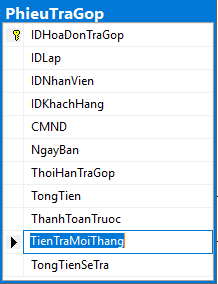 PhieuTraGop
IDHoaDonTraGop
IDLap
IDNhanVien
IDKhachHang
CMND
NgayBan
ThoiHanTraGop
TongTien
ThanhToanTruoc
TienTraMoiThang
TongTienSeTra